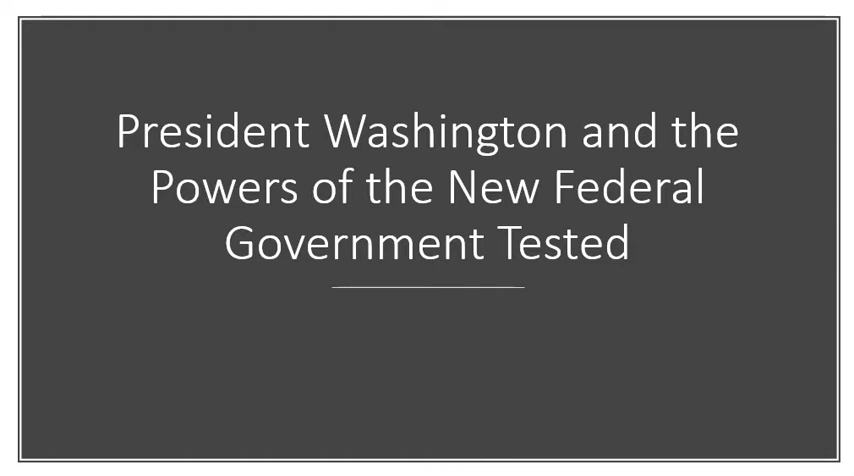 President Washington and the
Powers of the New Federal
Government Tested